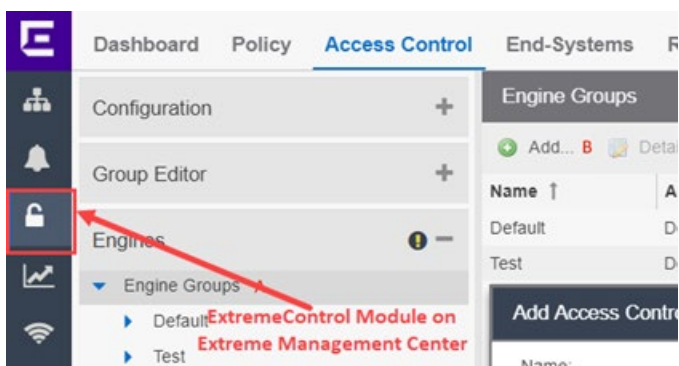 E
Dashboard Policy Access Control End-Systems R
Configuration
Group Editor
Engines
Engine Groups A
Default
Test
Engine Groups
Add... B Detai
Name A
Default D
Test D
Add Access Contro
Name:
ExtremeControl Module on
Extreme Management Center